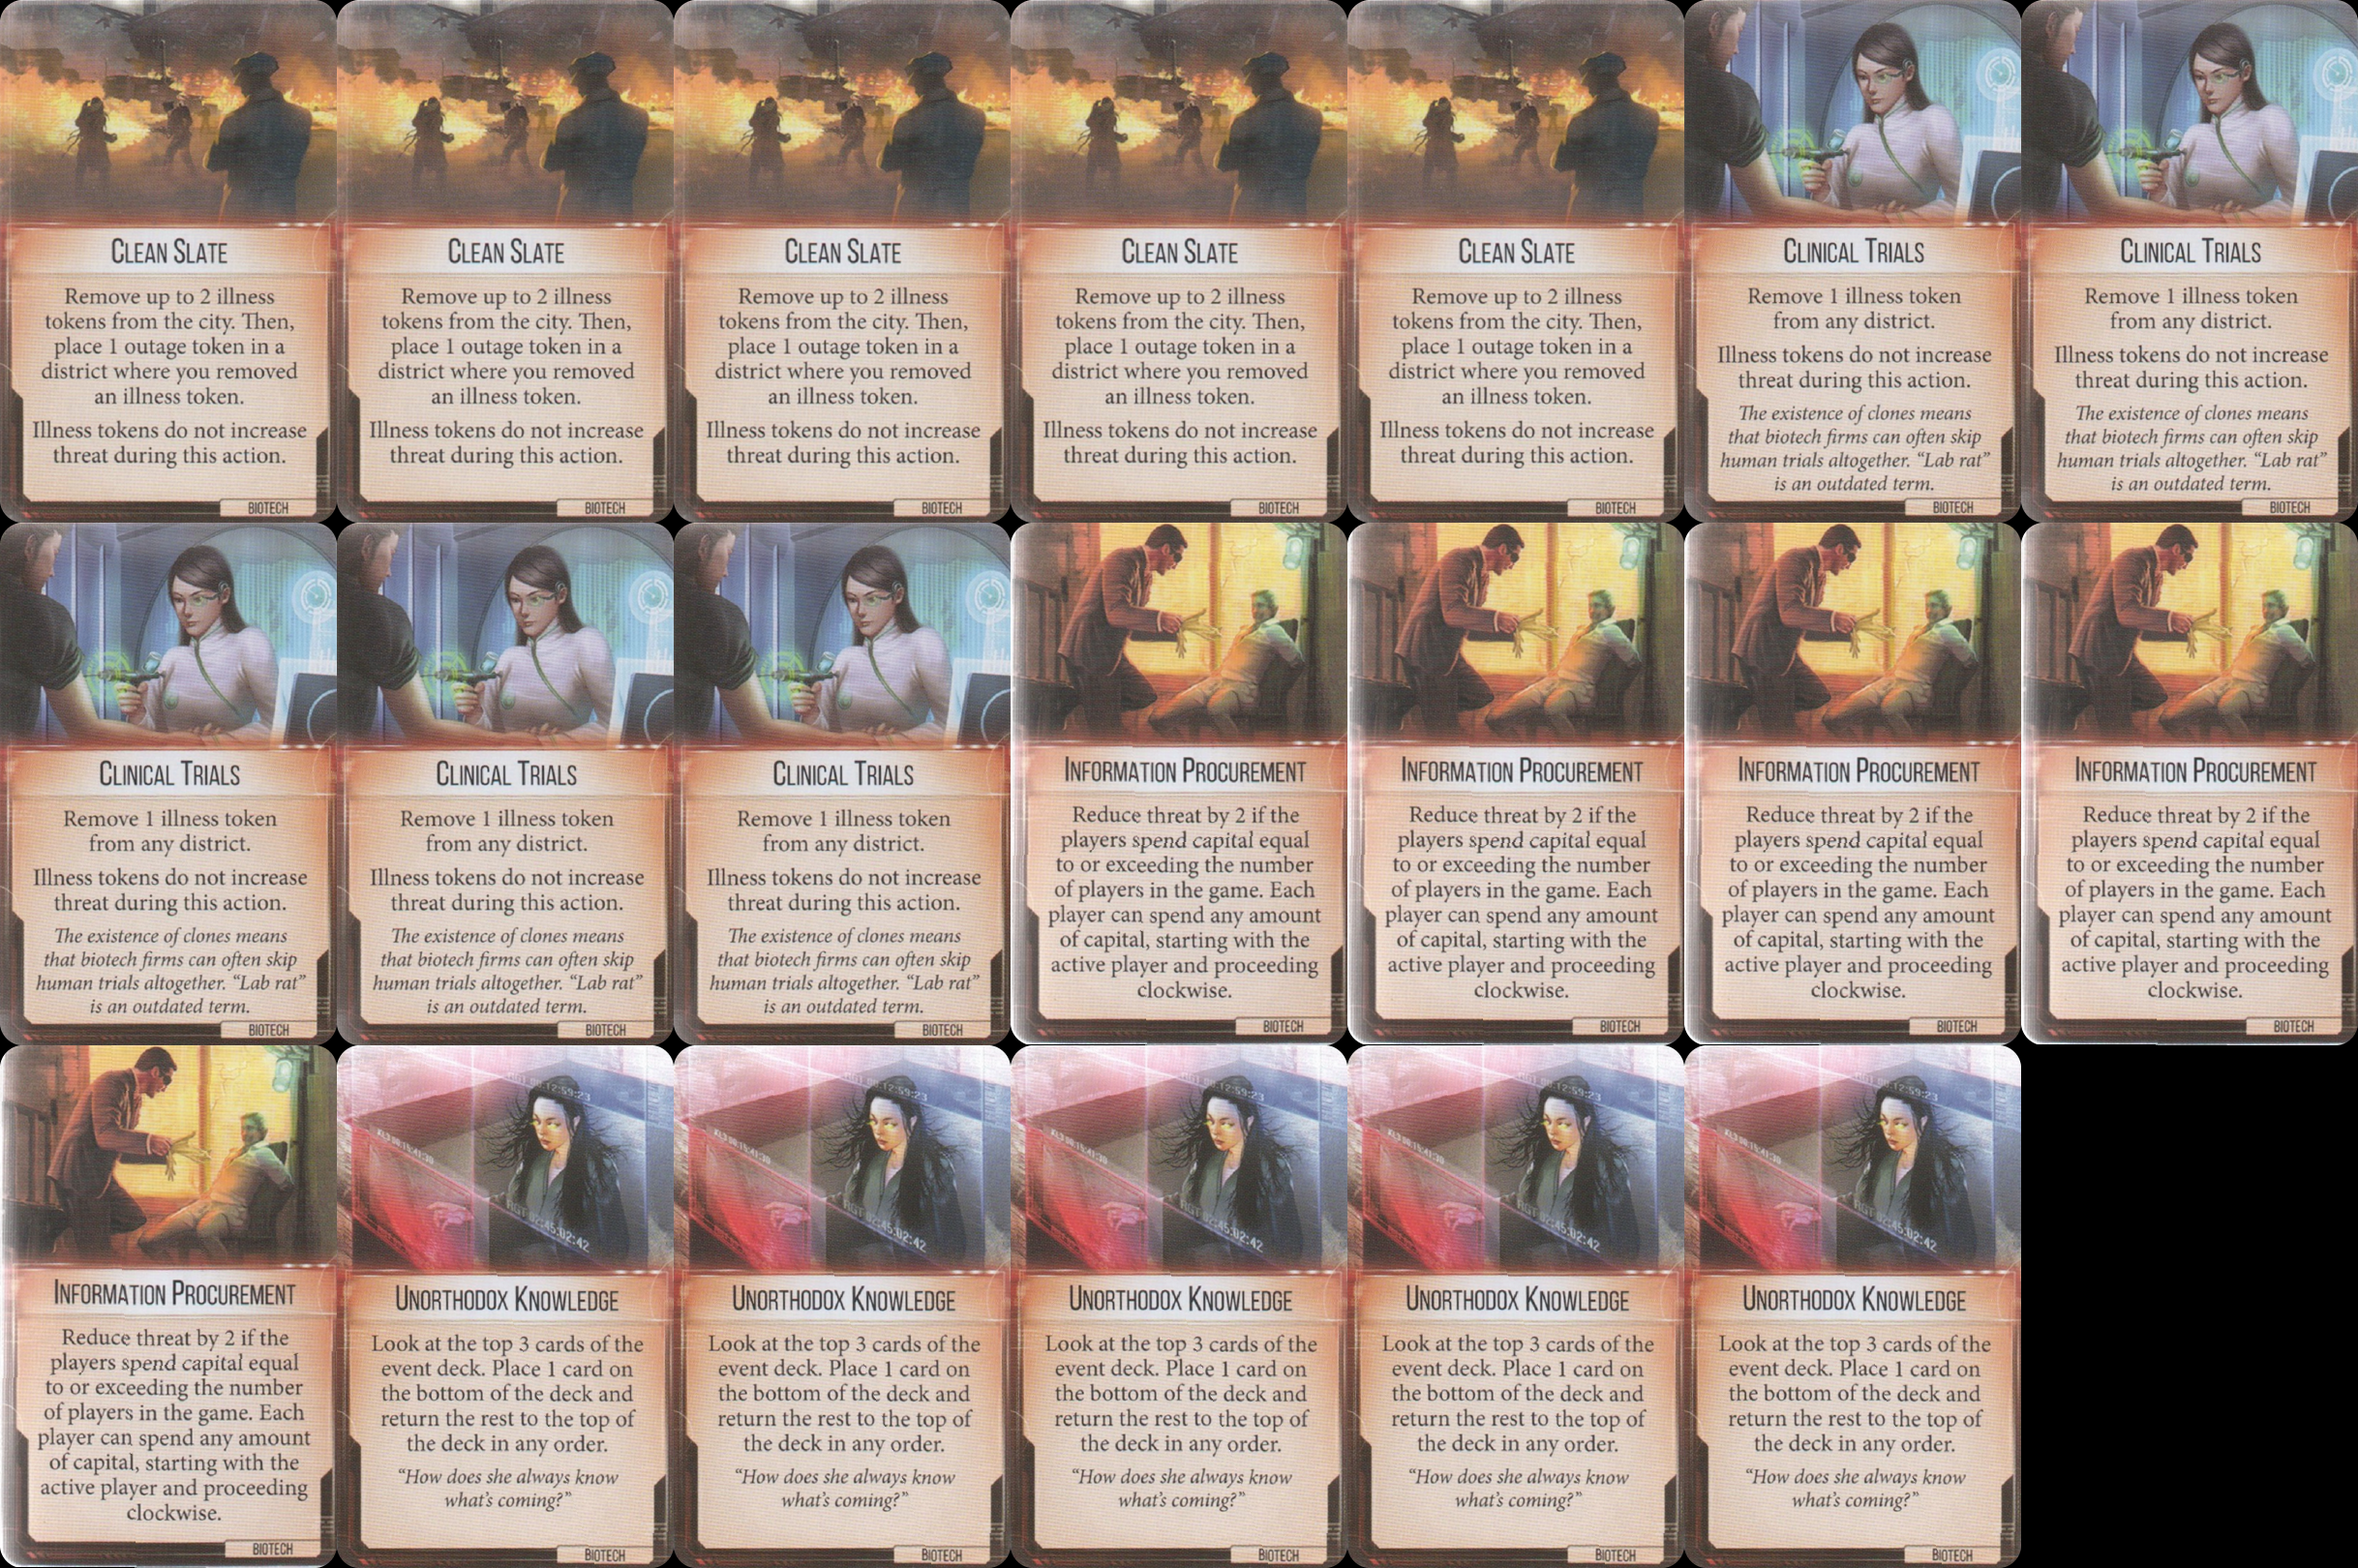 CLEAN SLATE
Remove up to 2 illness
tokens from the city. Then,
place 1 outage token in a
district where you removed
an illness token.
Illness tokens do not increase
threat during this action.
BIOTECH
CLEAN SLATE
Remove up to 2 illness
tokens from the city. Then,
place 1 outage token in a
district where you removed
an illness token.
Illness tokens do not increase
threat during this action.
BIOTECH
CLEAN SLATE
Remove up to 2 illness
tokens from the city. Then,
place 1 outage token in a
district where you removed
an illness token.
Illness tokens do not increase
threat during this action.
BIOTECH
CLEAN SLATE
Remove up to 2 illness
tokens from the city. Then,
place 1 outage token in a
district where you removed
an illness token.
Illness tokens do not increase
threat during this action.
BIOTECH
CLEAN SLATE
Remove up to 2 illness
tokens from the city. Then,
place 1 outage token in a
district where you removed
an illness token.
Illness tokens do not increase
threat during this action.
BIOTECH
CLINICAL TRIALS
Remove 1 illness token
from any district.
Illness tokens do not increase
threat during this action.
The existence of clones means
that biotech firms can often skip
human trials altogether. “Lab rat”
is an outdated term.
BIOTECH
CLINICAL TRIALS
Remove 1 illness token
from any district.
Illness tokens do not increase
threat during this action.
The existence of clones means
that biotech firms can often skip
human trials altogether. “Lab rat”
is an outdated term.
BIOTECH
CLINICAL TRIALS
Remove 1 illness token
from any district.
Illness tokens do not increase
threat during this action.
The existence of clones means
that biotech firms can often skip
human trials altogether. “Lab rat”
is an outdated term.
BIOTECH
CLINICAL TRIALS
Remove 1 illness token
from any district.
Illness tokens do not increase
threat during this action.
The existence of clones means
that biotech firms can often skip
human trials altogether. “Lab rat”
is an outdated term.
BIOTECH
CLINICAL TRIALS
Remove 1 illness token
from any district.
Illness tokens do not increase
threat during this action.
The existence of clones means
that biotech firms can often skip
human trials altogether. “Lab rat”
is an outdated term.
BIOTECH
INFORMATION PROCUREMENT
Reduce threat by 2 if the
players spend capital equal
to or exceeding the number
of players in the game. Each
player can spend any amount
of capital, starting with the
active player and proceeding
clockwise.
BIOTECH
INFORMATION PROCUREMENT
Reduce threat by 2 if the
players spend capital equal
to or exceeding the number
of players in the game. Each
player can spend any amount
of capital, starting with the
active player and proceeding
clockwise.
BIOTECH
INFORMATION PROCUREMENT
Reduce threat by 2 if the
players spend capital equal
to or exceeding the number
of players in the game. Each
player can spend any amount
of capital, starting with the
active player and proceeding
clockwise.
BIOTECH
INFORMATION PROCUREMENT
Reduce threat by 2 if the
players spend capital equal
to or exceeding the number
of players in the game. Each
player can spend any amount
of capital, starting with the
active player and proceeding
clockwise.
BIOTECH
INFORMATION PROCUREMENT
Reduce threat by 2 if the
players spend capital equal
to or exceeding the number
of players in the game. Each
player can spend any amount
of capital, starting with the
active player and proceeding
clockwise.
BIOTECH
UNORTHODOX KNOWLEDGE
Look at the top 3 cards of the
event deck. Place 1 card on
the bottom of the deck and
return the rest to the top of
the deck in any order.
“How does she always know
what’s coming?”
BIOTECH
UNORTHODOX KNOWLEDGE
Look at the top 3 cards of the
event deck. Place 1 card on
the bottom of the deck and
return the rest to the top of
the deck in any order.
“How does she always know
what’s coming?”
BIOTECH
UNORTHODOX KNOWLEDGE
Look at the top 3 cards of the
event deck. Place 1 card on
the bottom of the deck and
return the rest to the top of
the deck in any order.
“How does she always know
what’s coming?”
BIOTECH
UNORTHODOX KNOWLEDGE
Look at the top 3 cards of the
event deck. Place 1 card on
the bottom of the deck and
return the rest to the top of
the deck in any order.
“How does she always know
what’s coming?”
BIOTECH
UNORTHODOX KNOWLEDGE
Look at the top 3 cards of the
event deck. Place 1 card on
the bottom of the deck and
return the rest to the top of
the deck in any order.
“How does she always know
what’s coming?”
BIOTECH